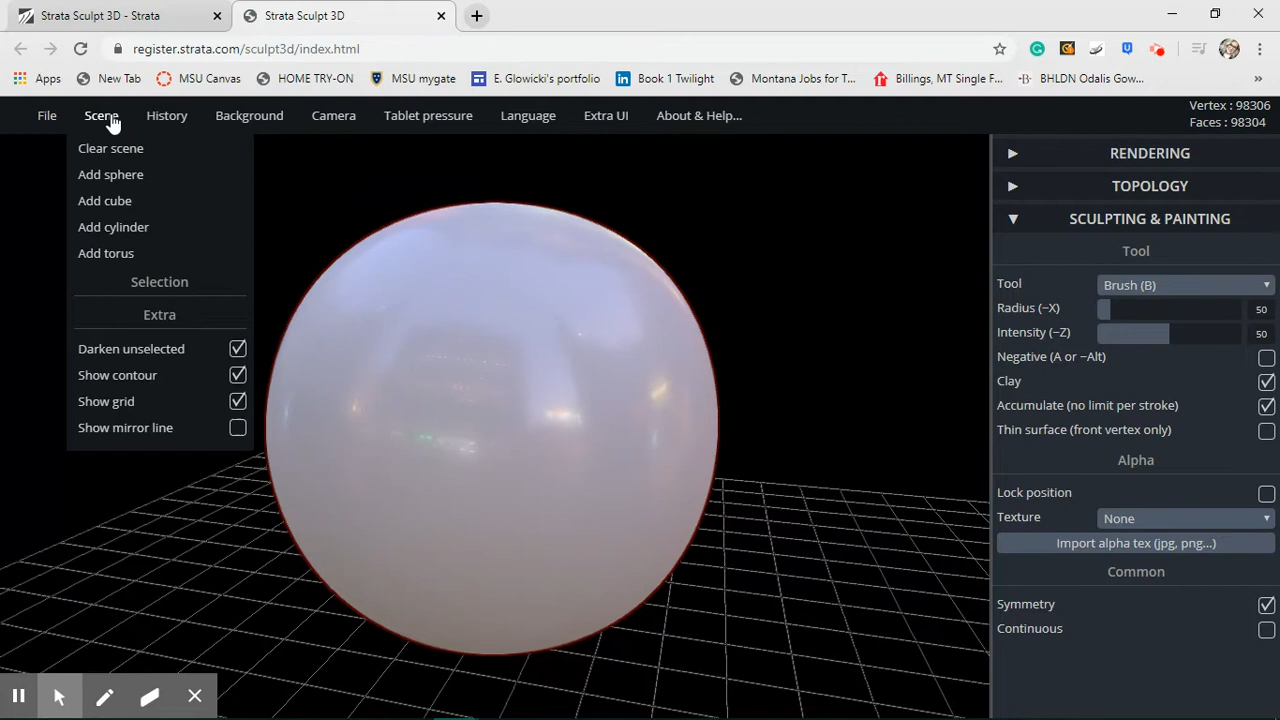 Strata Sculpt 3D - Strata
Strata Sculpt 3D
register.strata.com/sculpt3d/index.html
Apps New Tab MSU Canvas HOME TRY-ON MSU mygate E. Glowicki's portfolio Book 1 Twilight Montana Jobs for T... Billings, MT Single F... BHLDN Odalis Gow... »
File Scene History Background Camera Tablet pressure Language Extra UI About & Help...
Vertex : 98306
Faces : 98304
Clear scene
Add sphere
Add cube
Add cylinder
Add torus
Selection
Extra
Darken unselected
Show contour
Show grid
Show mirror line
RENDERING
TOPOLOGY
SCULPTING & PAINTING
Tool
Tool Brush (B)
Radius (~X) 50
Intensity (~Z) 50
Negative (A or ~Alt)
Clay
Accumulate (no limit per stroke)
Thin surface (front vertex only)
Alpha
Lock position
Texture None
Import alpha tex (jpg, png...)
Common
Symmetry
Continuous